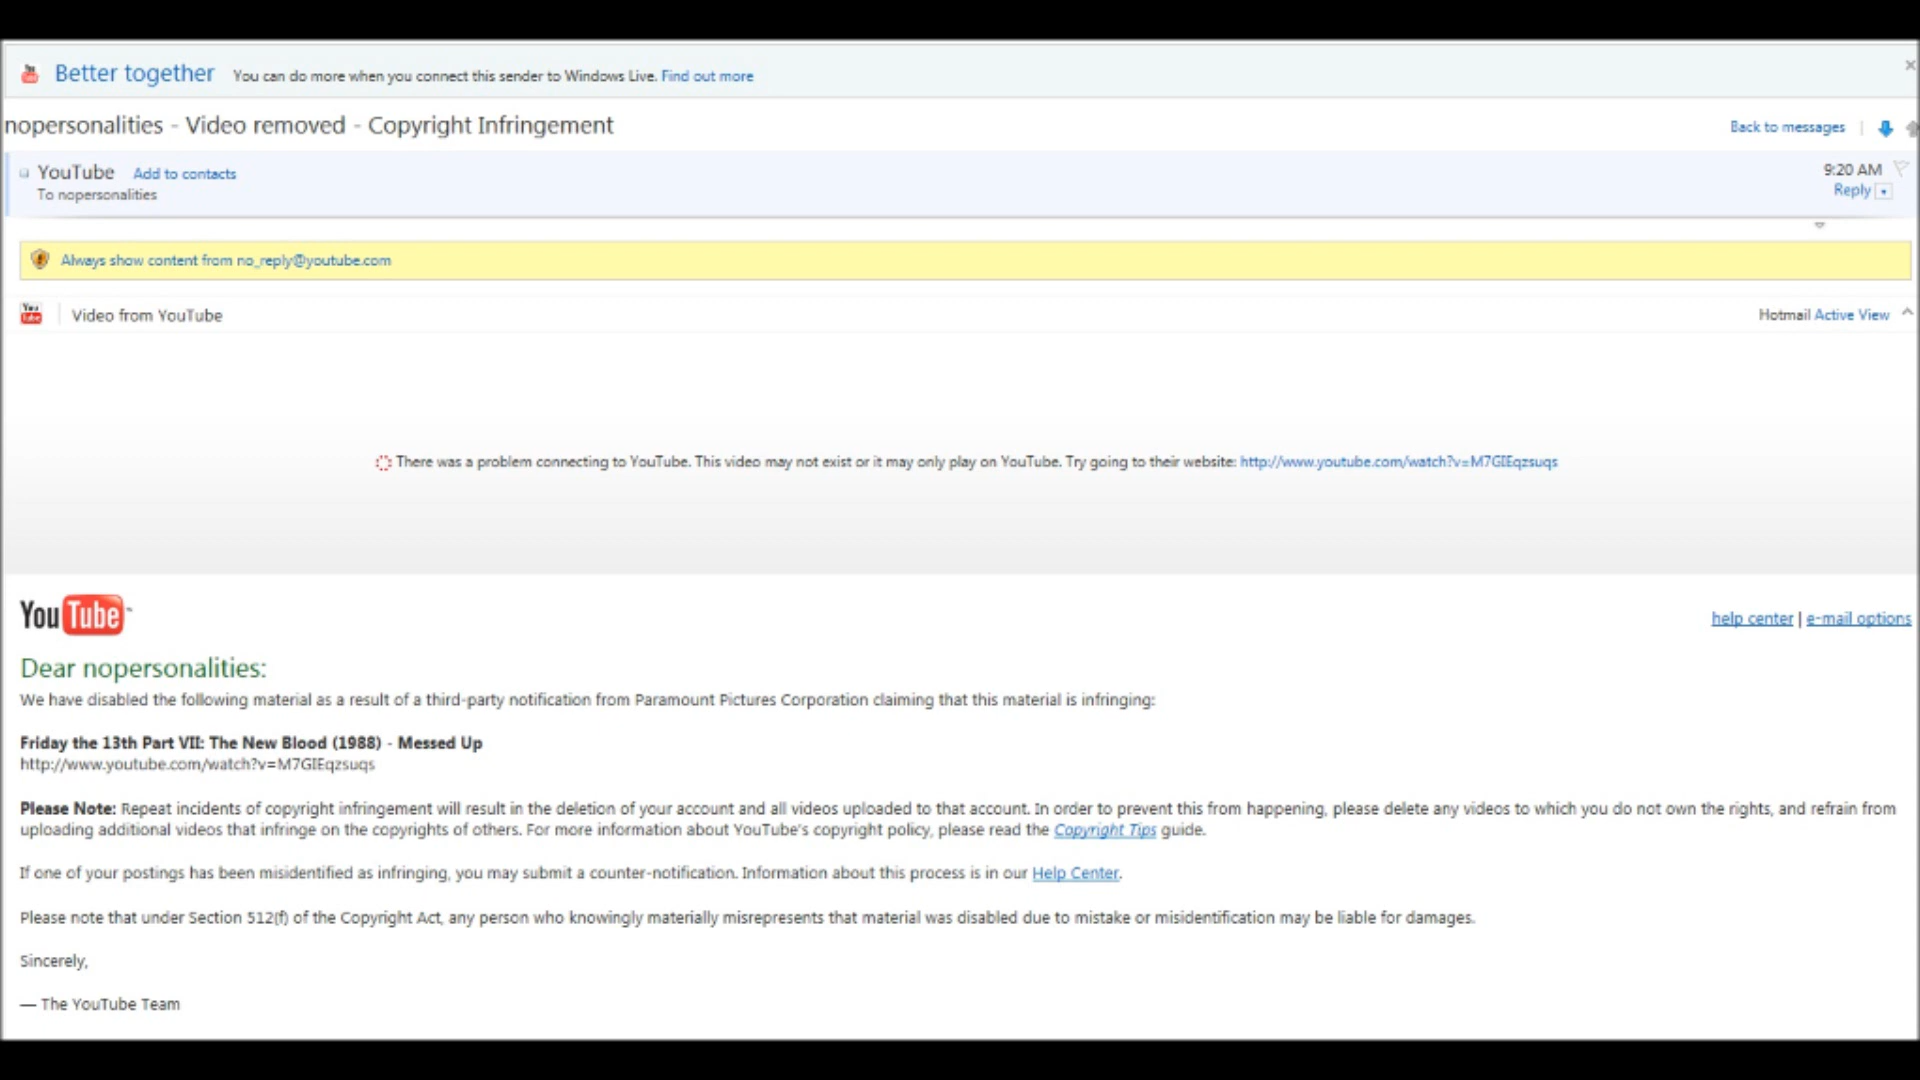 Better together You can do more when you connect this sender to Windows Live. Find out more
nopersonalities - Video removed - Copyright Infringement
Back to messages
YouTube Add to contacts
9:20 AM
To nopersonalities
Reply
Always show content from no_reply@youtube.com
You Tube
Video from YouTube
Hotmail Active View
There was a problem connecting to YouTube. This video may not exist or it may only play on YouTube. Try going to their website: http://www.youtube.com/watch?v=M7GIEqzsuqs
YouTube
help center | e-mail options
Dear nopersonalities:
We have disabled the following material as a result of a third-party notification from Paramount Pictures Corporation claiming that this material is infringing:
Friday the 13th Part VII: The New Blood (1988) - Messed Up
http://www.youtube.com/watch?v=M7GIEqzsuqs
Please Note: Repeat incidents of copyright infringement will result in the deletion of your account and all videos uploaded to that account. In order to prevent this from happening, please delete any videos to which you do not own the rights, and refrain from
uploading additional videos that infringe on the copyrights of others. For more information about YouTube's copyright policy, please read the Copyright Tips guide.
If one of your postings has been misidentified as infringing, you may submit a counter-notification. Information about this process is in our Help Center.
Please note that under Section 512(f) of the Copyright Act, any person who knowingly materially misrepresents that material was disabled due to mistake or misidentification may be liable for damages.
Sincerely,
— The YouTube Team